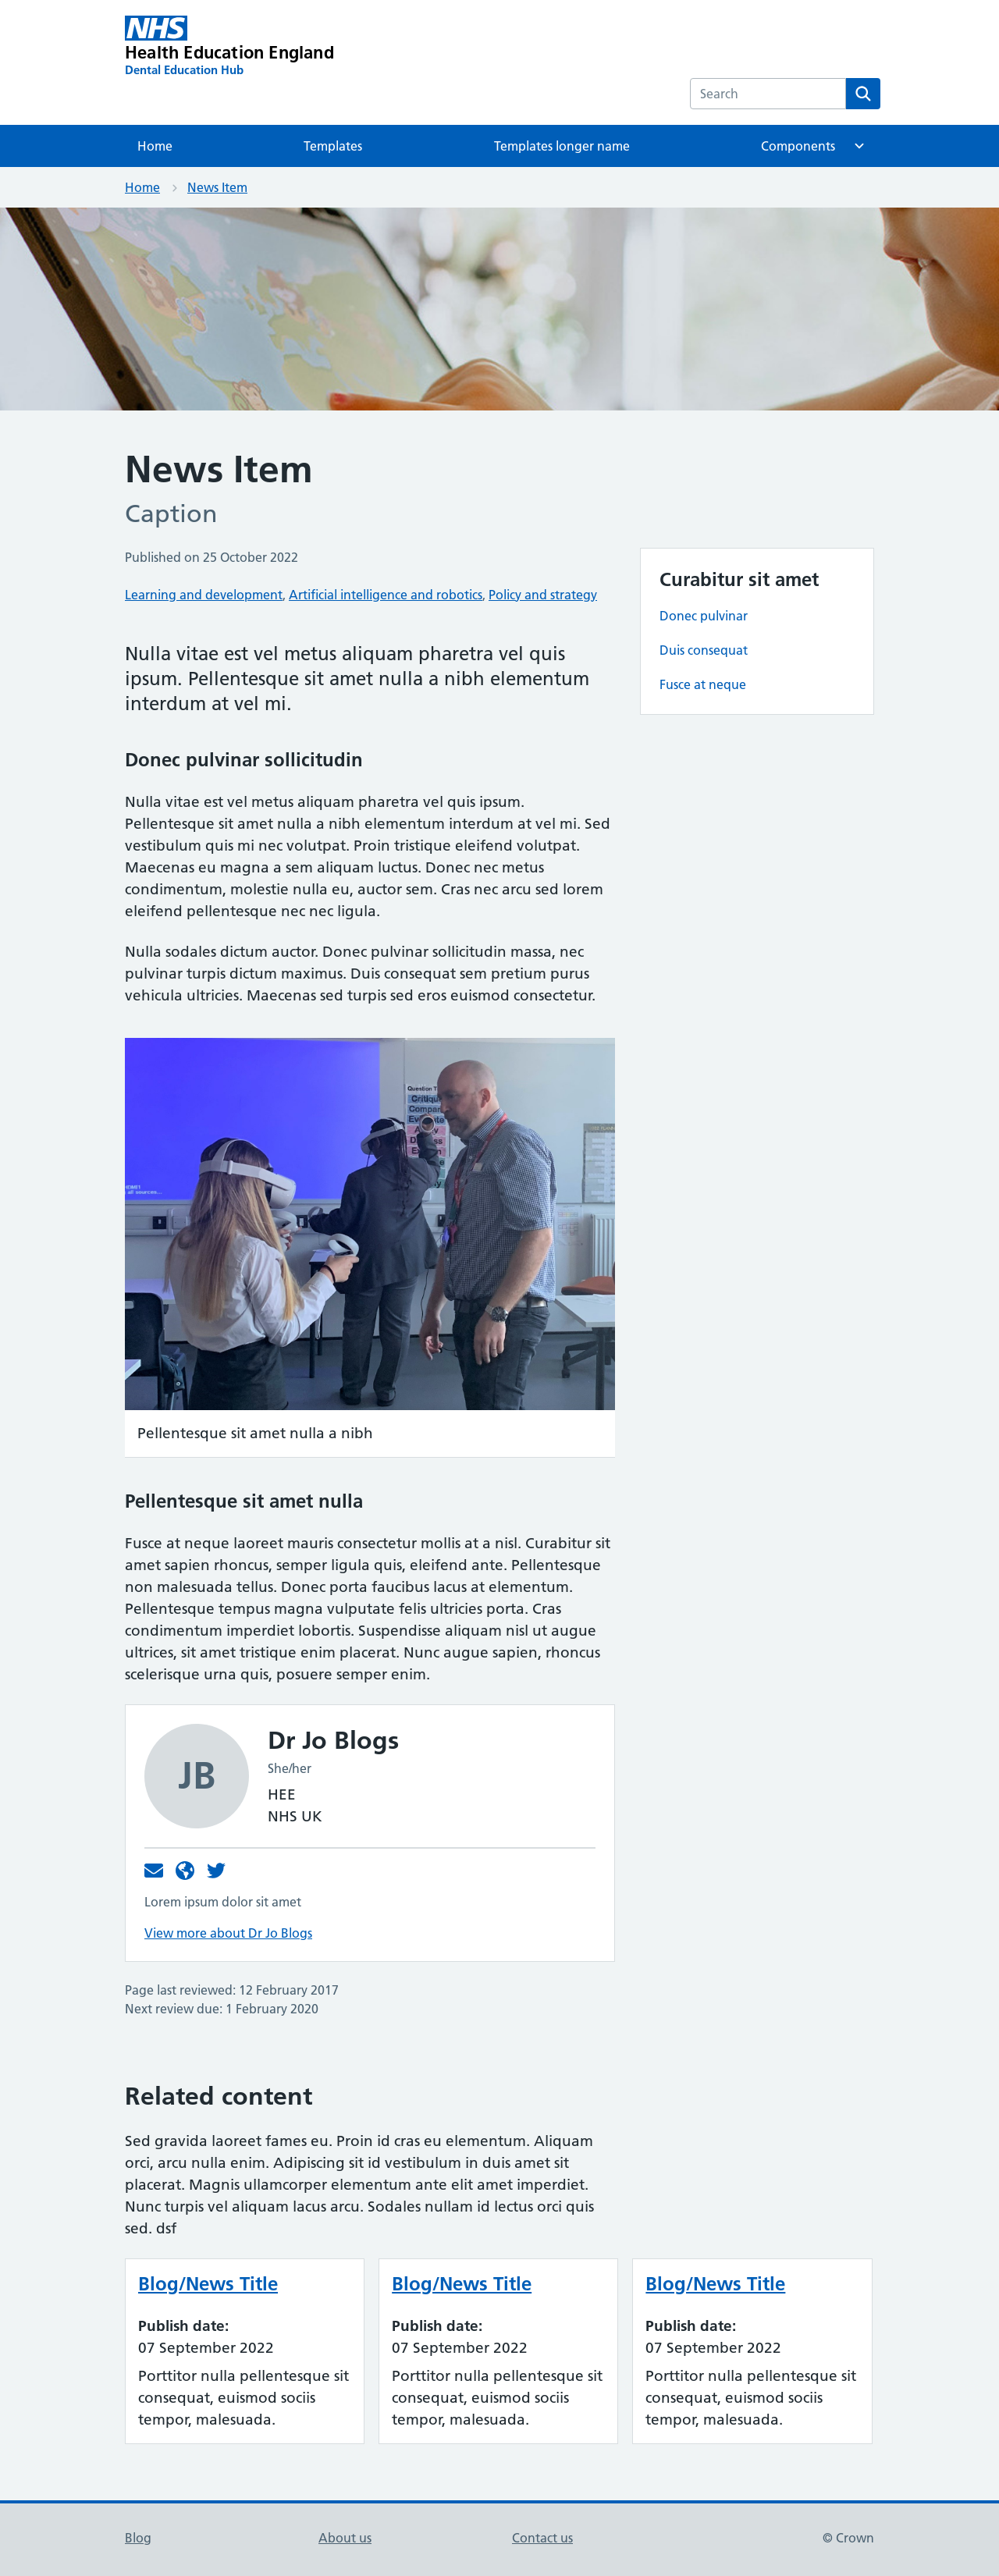 NHS
Health Education England
Dental Education Hub
Search
Home
Templates
Templates longer name
Components
Home
News Item
News Item
Caption
Published on 25 October 2022
Learning and development, Artificial intelligence and robotics, Policy and strategy
Curabitur sit amet
Donec pulvinar
Duis consequat
Fusce at neque
Nulla vitae est vel metus aliquam pharetra vel quis
ipsum. Pellentesque sit amet nulla a nibh elementum
interdum at vel mi.
Donec pulvinar sollicitudin
Nulla vitae est vel metus aliquam pharetra vel quis ipsum.
Pellentesque sit amet nulla a nibh elementum interdum at vel mi. Sed
vestibulum quis mi nec volutpat. Proin tristique eleifend volutpat.
Maecenas eu magna a sem aliquam luctus. Donec nec metus
condimentum, molestie nulla eu, auctor sem. Cras nec arcu sed lorem
eleifend pellentesque nec nec ligula.
Nulla sodales dictum auctor. Donec pulvinar sollicitudin massa, nec
pulvinar turpis dictum maximus. Duis consequat sem pretium purus
vehicula ultricies. Maecenas sed turpis sed eros euismod consectetur.
Question
Pellentesque sit amet nulla a nibh
Pellentesque sit amet nulla
Fusce at neque laoreet mauris consectetur mollis at a nisl. Curabitur sit
amet sapien rhoncus, semper ligula quis, eleifend ante. Pellentesque
non malesuada tellus. Donec porta faucibus lacus at elementum.
Pellentesque tempus magna vulputate felis ultricies porta. Cras
condimentum imperdiet lobortis. Suspendisse aliquam nisl ut augue
ultrices, sit amet tristique enim placerat. Nunc augue sapien, rhoncus
scelerisque urna quis, posuere semper enim.
JB
Dr Jo Blogs
She/her
HEE
NHS UK
Lorem ipsum dolor sit amet
View more about Dr Jo Blogs
Page last reviewed: 12 February 2017
Next review due: 1 February 2020
Related content
Sed gravida laoreet fames eu. Proin id cras eu elementum. Aliquam
orci, arcu nulla enim. Adipiscing sit id vestibulum in duis amet sit
placerat. Magnis ullamcorper elementum ante elit amet imperdiet.
Nunc turpis vel aliquam lacus arcu. Sodales nullam id lectus orci quis
sed. dsf
Blog/News Title
Publish date:
07 September 2022
Porttitor nulla pellentesque sit
consequat, euismod sociis
tempor, malesuada.
Blog/News Title
Publish date:
07 September 2022
Porttitor nulla pellentesque sit
consequat, euismod sociis
tempor, malesuada.
Blog/News Title
Publish date:
07 September 2022
Porttitor nulla pellentesque sit
consequat, euismod sociis
tempor, malesuada.
Blog
About us
Contact us
© Crown